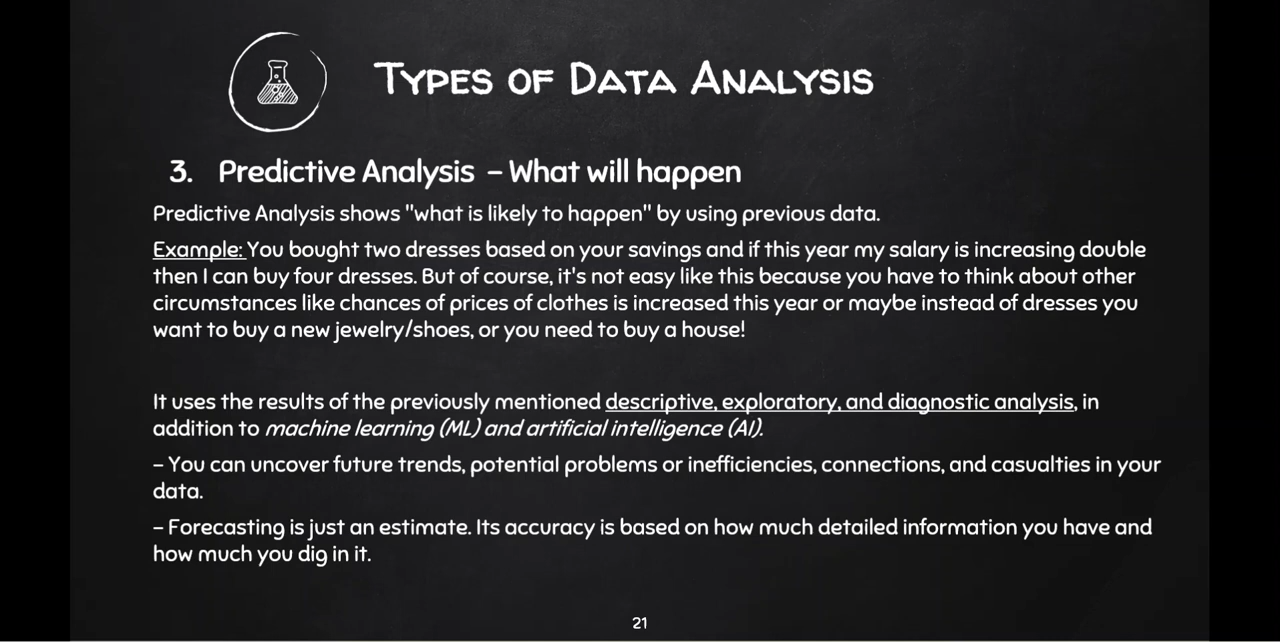 Types of Data Analysis
3. Predictive Analysis – What will happen
Predictive Analysis shows "what is likely to happen" by using previous data.
Example: You bought two dresses based on your savings and if this year my salary is increasing double
then I can buy four dresses. But of course, it's not easy like this because you have to think about other
circumstances like chances of prices of clothes is increased this year or maybe instead of dresses you
want to buy a new jewelry/shoes, or you need to buy a house!
It uses the results of the previously mentioned descriptive, exploratory, and diagnostic analysis, in
addition to machine learning (ML) and artificial intelligence (AI).
– You can uncover future trends, potential problems or inefficiencies, connections, and casualties in your
data.
– Forecasting is just an estimate. Its accuracy is based on how much detailed information you have and
how much you dig in it.
21